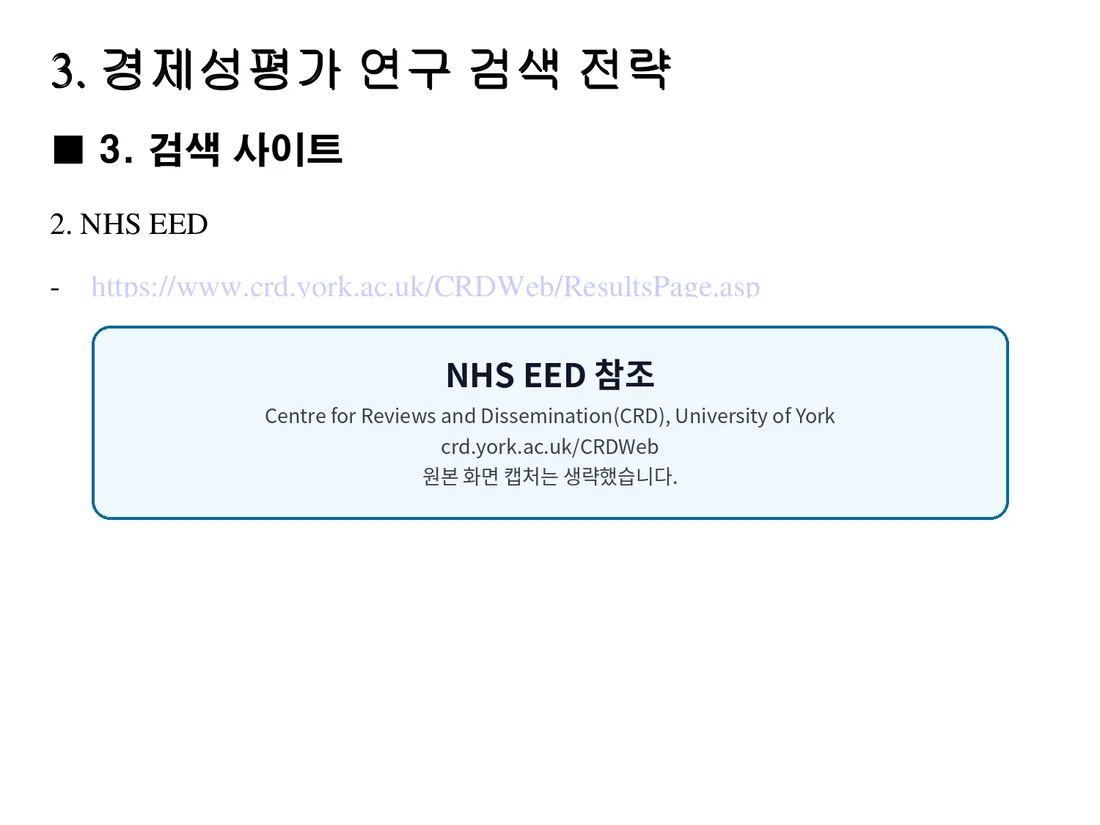 3. 경제성평가 연구 검색 전략
■ 3. 검색 사이트
2. NHS EED
- https://www.crd.york.ac.uk/CRDWeb/ResultsPage.asp
NHS EED 참조
Centre for Reviews and Dissemination(CRD), University of York
crd.york.ac.uk/CRDWeb
원본 화면 캡처는 생략했습니다.